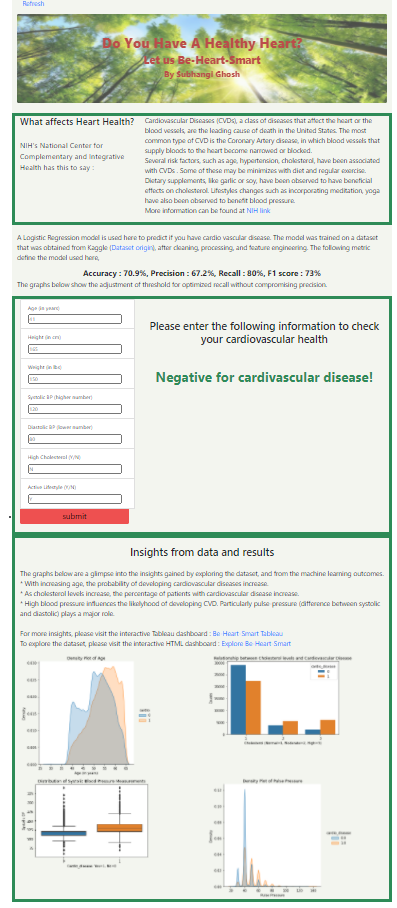 Refresh
Do You Have A Healthy Heart?
Let us Be-Heart-Smart
By Subhangi Ghosh
What affects Heart Health?
NIH's National Center for
Complementary and Integrative
Health has this to say :
Cardiovascular Diseases (CVDs), a class of diseases that affect the heart or the
blood vessels, are the leading cause of death in the United States. The most
common type of CVD is the Coronary Artery disease, in which blood vessels that
supply bloods to the heart become narrowed or blocked.
Several risk factors, such as age, hypertension, cholesterol, have been associated
with CVDs . Some of these may be minimizes with diet and regular exercise.
Dietary supplements, like garlic or soy, have been observed to have beneficial
effects on cholesterol. Lifestyles changes such as incorporating meditation, yoga
have also been observed to benefit blood pressure.
More information can be found at NIH link
A Logistic Regression model is used here to predict if you have cardio vascular disease. The model was trained on a dataset
that was obtained from Kaggle (Dataset origin), after cleaning, processing, and feature engineering. The following metric
define the model used here,
Accuracy : 70.9%, Precision : 67.2%, Recall : 80%, F1 score : 73%
The graphs below show the adjustment of threshold for optimized recall without compromising precision.
Age (in years)
Height (in cm)
165
Weight (in lbs)
150
Systolic BP (higher number)
120
Diastolic BP (lower number)
80
High Cholesterol (Y/N)
N
Active Lifestyle (Y/N)
Y
submit
Please enter the following information to check
your cardiovascular health
Negative for cardivascular disease!
Insights from data and results
The graphs below are a glimpse into the insights gained by exploring the dataset, and from the machine learning outcomes.
* With increasing age, the probability of developing cardiovascular diseases increase.
* As cholesterol levels increase, the percentage of patients with cardiovascular disease increase.
* High blood pressure influences the likelyhood of developing CVD. Particularly pulse-pressure (difference between systolic
and diastolic) plays a major role.
For more insights, please visit the interactive Tableau dashboard : Be-Heart-Smart Tableau
To explore the dataset, please visit the interactive HTML dashboard : Explore Be-Heart-Smart
Density Plot of Age
Density
Age (in years)
Relationship between Cholesterol levels and Cardiovascular Disease
Cholesterol (Normal=1, Moderate=2, High=3)
Distribution of Systolic Blood Pressure Measurements
Density Plot of Pulse Pressure
Density
Pulse Pressure